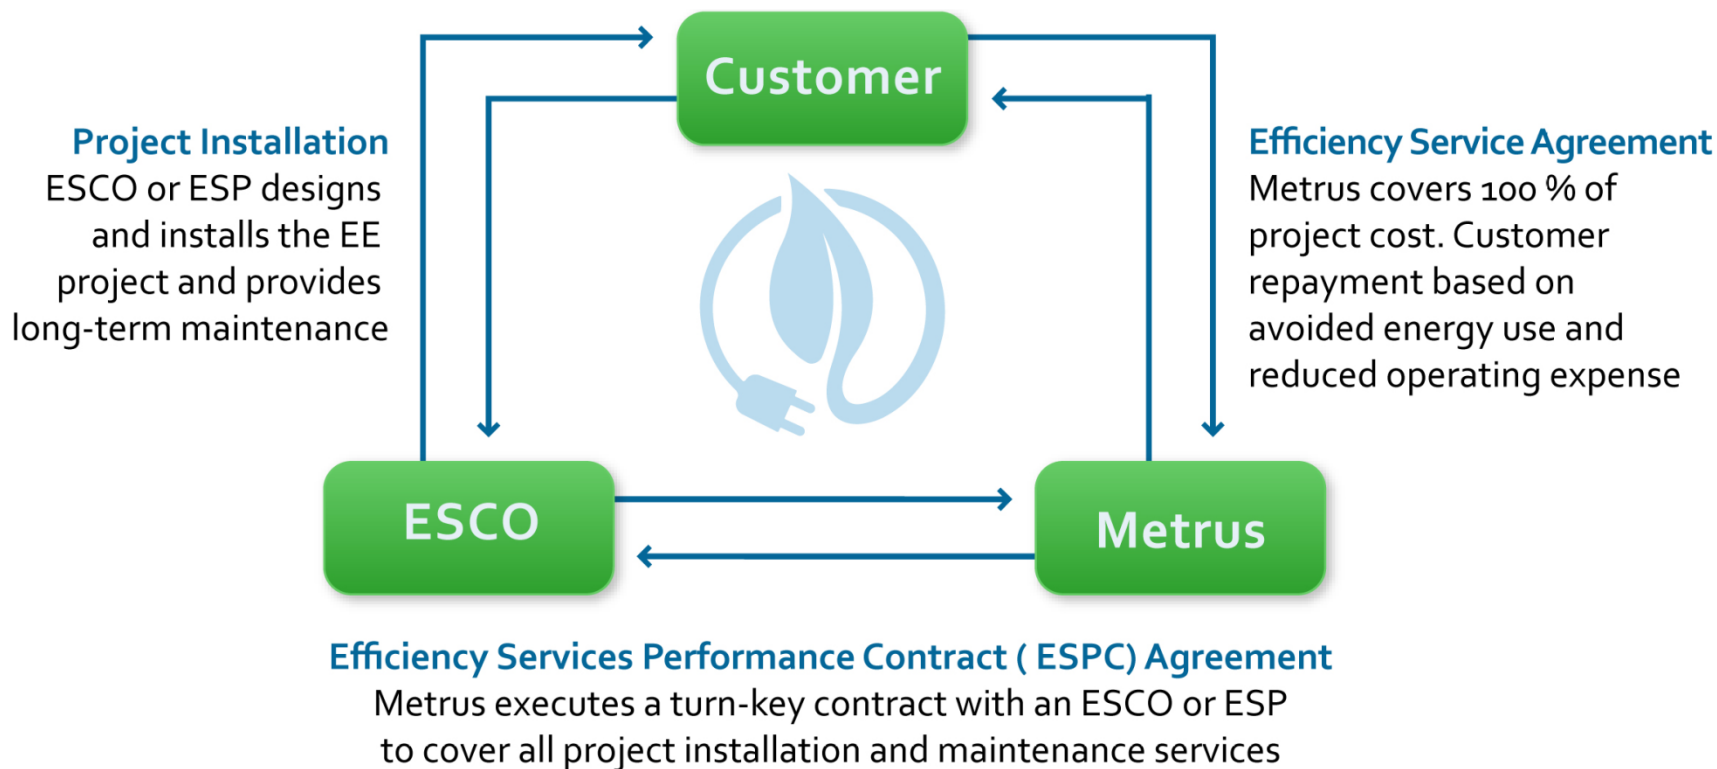 Customer
Project Installation
ESCO or ESP designs
and installs the EE
project and provides
long-term maintenance
Efficiency Service Agreement
Metrus covers 100 % of
project cost. Customer
repayment based on
avoided energy use and
reduced operating expense
ESCO
Metrus
Efficiency Services Performance Contract ( ESPC) Agreement
Metrus executes a turn-key contract with an ESCO or ESP
to cover all project installation and maintenance services